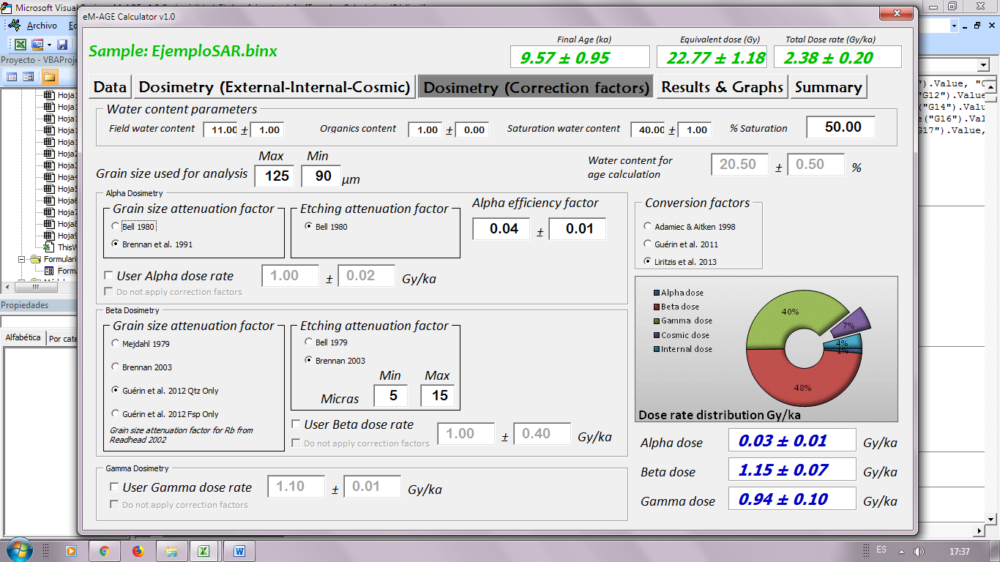 Microsoft Visual
eM-AGE Calculator v1.0
Archivo
Proyecto - VBAProje
Hoja1
Hoja1
Hoja1
Hoja1
Hoja1
Hoja2
Hoja3
Hoja4
Hoja5
Hoja6
Hoja7
Hoja8
Hoja9
ThisW
Formulario
Form
Propiedades
Alfabética
Por cate
Sample: EjemploSAR.binx
Final Age (ka)
Equivalent dose (Gy)
Total Dose rate (Gy/ka)
9.57 ± 0.95
22.77 ± 1.18
2.38 ± 0.20
Data
Dosimetry (External-Internal-Cosmic)
Dosimetry (Correction factors)
Results & Graphs
Summary
Water content parameters
Field water content 11.00 ± 1.00
Organics content 1.00 ± 0.00
Saturation water content 40.00 ± 1.00
% Saturation 50.00
Max Min
Grain size used for analysis 125 90 µm
Water content for
age calculation
20.50 ± 0.50 %
Alpha Dosimetry
Grain size attenuation factor
Bell 1980
Brennan et al. 1991
Etching attenuation factor
Bell 1980
Alpha efficiency factor
0.04 ± 0.01
User Alpha dose rate 1.00 ± 0.02 Gy/ka
Do not apply correction factors
Conversion factors
Adamiec & Aitken 1998
Guérin et al. 2011
Liritzis et al. 2013
Beta Dosimetry
Grain size attenuation factor
Mejdahl 1979
Brennan 2003
Guérin et al. 2012 Qtz Only
Guérin et al. 2012 Fsp Only
Grain size attenuation factor for Rb from
Readhead 2002
Etching attenuation factor
Bell 1979
Brennan 2003
Min Max
Micras 5 15
User Beta dose rate 1.00 ± 0.40 Gy/ka
Do not apply correction factors
Gamma Dosimetry
User Gamma dose rate 1.10 ± 0.01 Gy/ka
Do not apply correction factors
Alpha dose
Beta dose
Gamma dose
Cosmic dose
Internal dose
40%
7%
4%
1%
48%
Dose rate distribution Gy/ka
Alpha dose 0.03 ± 0.01 Gy/ka
Beta dose 1.15 ± 0.07 Gy/ka
Gamma dose 0.94 ± 0.10 Gy/ka
").Value, "
"G12").Value
("G14").Valu
e("G16").Val
G17").Value,
ES
17:37